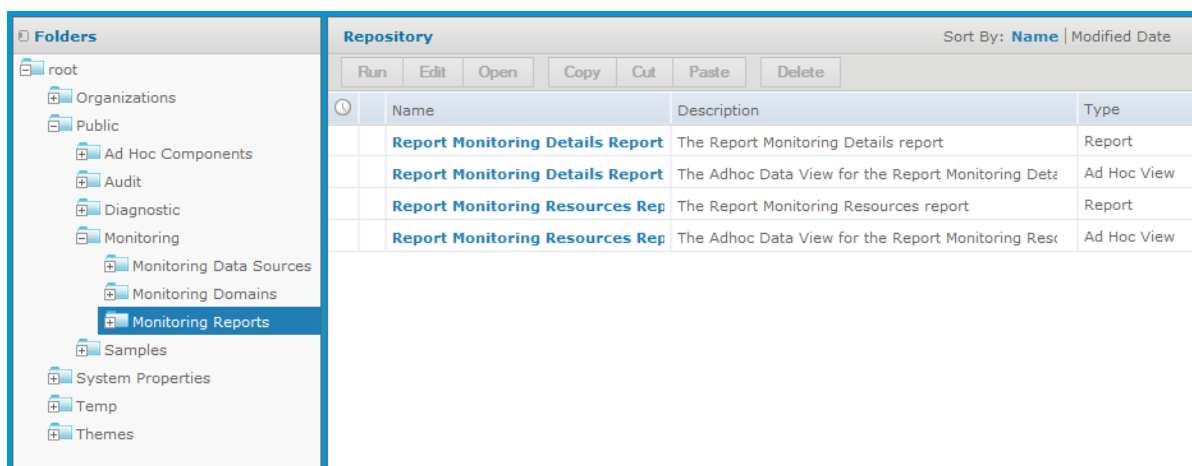 Folders
root
Organizations
Public
Ad Hoc Components
Audit
Diagnostic
Monitoring
Monitoring Data Sources
Monitoring Domains
Monitoring Reports
Samples
System Properties
Temp
Themes
Repository
Sort By: Name | Modified Date
Run Edit Open Copy Cut Paste Delete
Name Description Type
Report Monitoring Details Report The Report Monitoring Details report Report
Report Monitoring Details Report The Adhoc Data View for the Report Monitoring Deta Ad Hoc View
Report Monitoring Resources Rep The Report Monitoring Resources report Report
Report Monitoring Resources Rep The Adhoc Data View for the Report Monitoring Reso Ad Hoc View